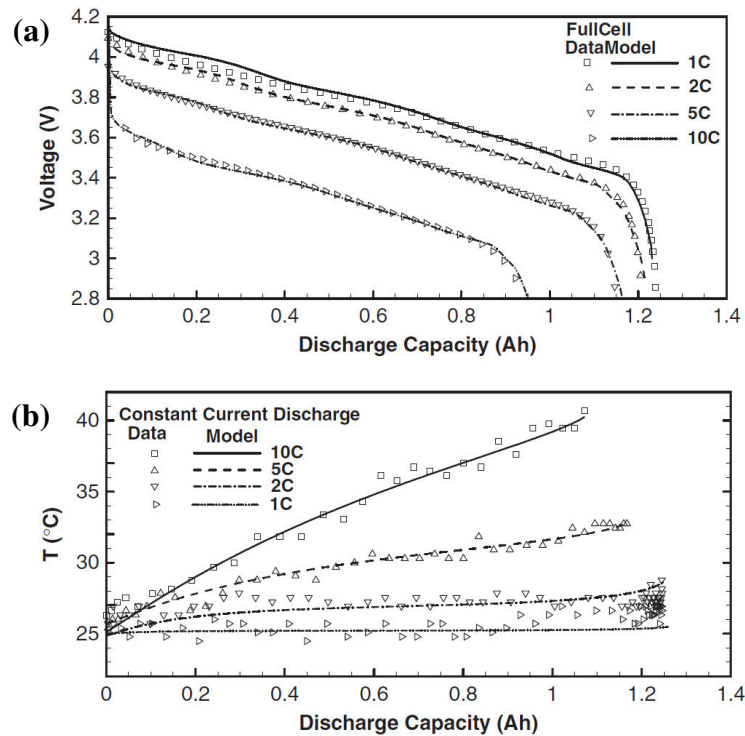 (a)
4.2
4
3.8
3.6
3.4
3.2
3
2.8
Voltage (V)
FullCell
DataModel
1C
2C
5C
10C
0 0.2 0.4 0.6 0.8 1 1.2 1.4
Discharge Capacity (Ah)
(b)
40
35
30
25
T (°C)
Constant Current Discharge
Data Model
10C
5C
2C
1C
0 0.2 0.4 0.6 0.8 1 1.2 1.4
Discharge Capacity (Ah)